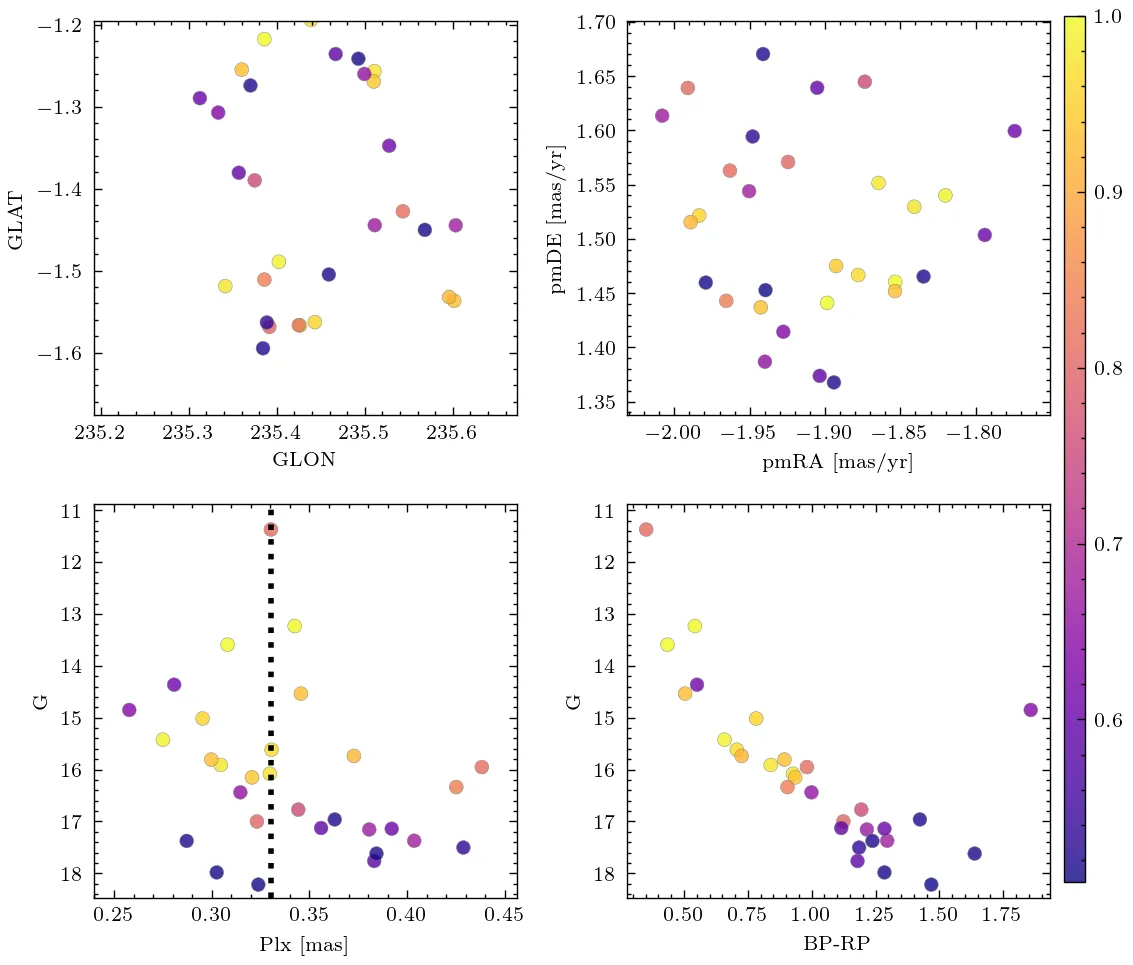 −1.2
−1.3
−1.4
−1.5
−1.6
GLAT
235.2 235.3 235.4 235.5 235.6
GLON
1.70
1.65
1.60
1.55
1.50
1.45
1.40
1.35
pmDE [mas/yr]
−2.00 −1.95 −1.90 −1.85 −1.80
pmRA [mas/yr]
11
12
13
14
15
16
17
18
G
0.25 0.30 0.35 0.40 0.45
Plx [mas]
11
12
13
14
15
16
17
18
G
0.50 0.75 1.00 1.25 1.50 1.75
BP-RP
1.0
0.9
0.8
0.7
0.6